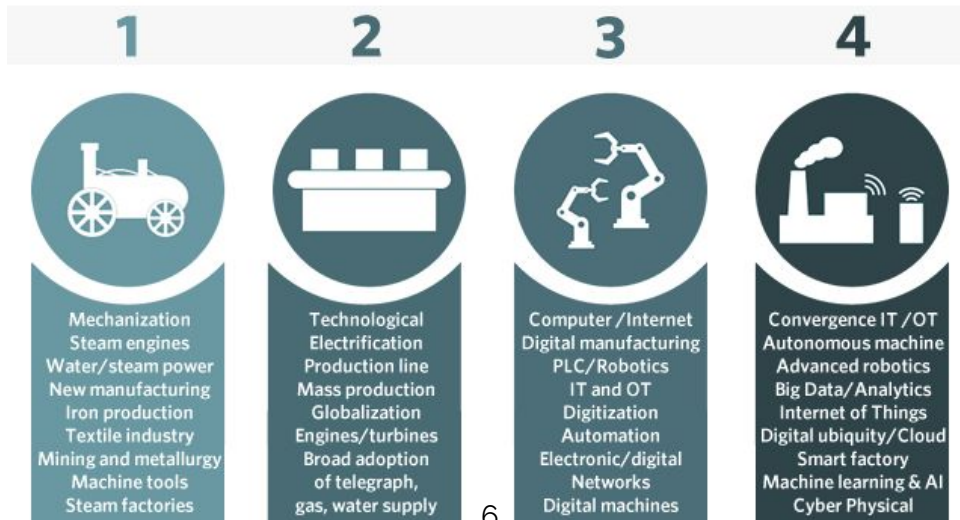 1
2
3
4
Mechanization
Steam engines
Water/steam power
New manufacturing
Iron production
Textile industry
Mining and metallurgy
Machine tools
Steam factories
Technological
Electrification
Production line
Mass production
Globalization
Engines/turbines
Broad adoption
of telegraph,
gas, water supply
Computer /Internet
Digital manufacturing
PLC/Robotics
IT and OT
Digitization
Automation
Electronic/digital
Networks
Digital machines
Convergence IT /OT
Autonomous machine
Advanced robotics
Big Data/Analytics
Internet of Things
Digital ubiquity/Cloud
Smart factory
Machine learning & AI
Cyber Physical
6